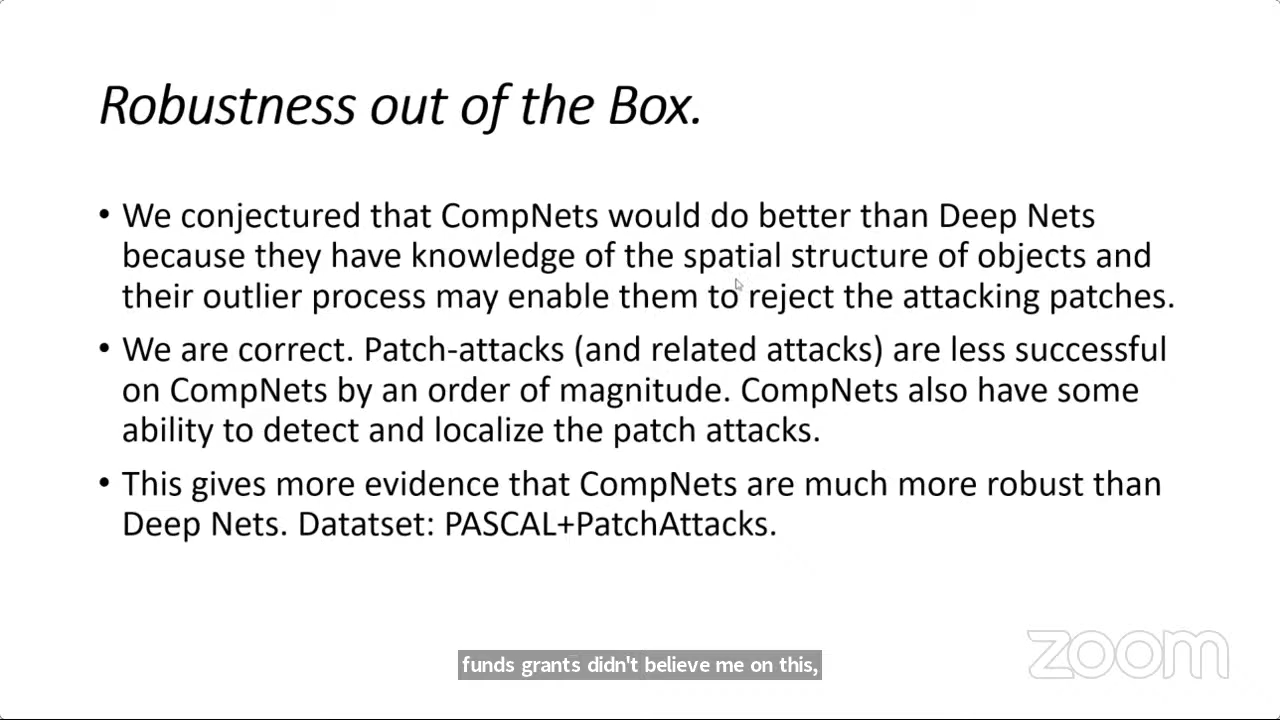 Robustness out of the Box.
• We conjectured that CompNets would do better than Deep Nets
because they have knowledge of the spatial structure of objects and
their outlier process may enable them to reject the attacking patches.
• We are correct. Patch-attacks (and related attacks) are less successful
on CompNets by an order of magnitude. CompNets also have some
ability to detect and localize the patch attacks.
• This gives more evidence that CompNets are much more robust than
Deep Nets. Datatset: PASCAL+PatchAttacks.
zoom
funds grants didn't believe me on this,